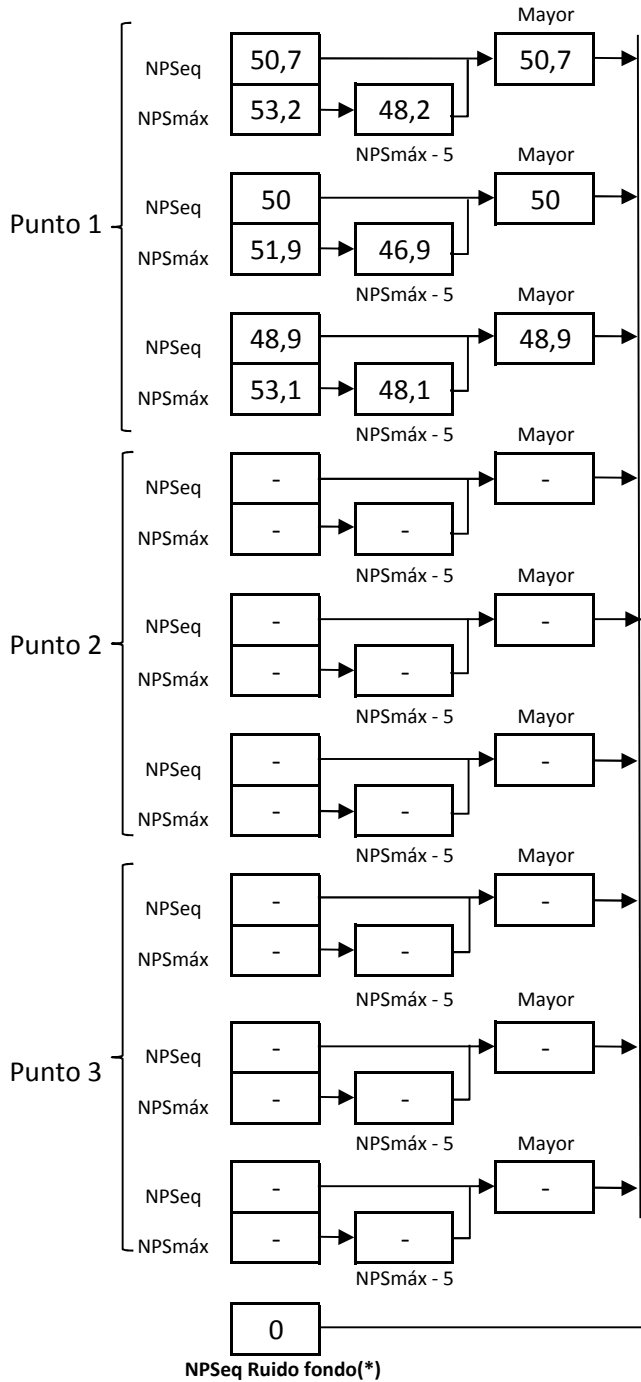 Mayor
NPSeq 50,7 50,7
NPSmáx 53,2 48,2
NPSmáx - 5 Mayor
NPSeq 50 50
Punto 1
NPSmáx 51,9 46,9
NPSmáx - 5 Mayor
NPSeq 48,9 48,9
NPSmáx 53,1 48,1
NPSmáx - 5 Mayor
NPSeq - -
NPSmáx - -
NPSmáx - 5 Mayor
NPSeq - -
Punto 2
NPSmáx - -
NPSmáx - 5 Mayor
NPSeq - -
NPSmáx - -
NPSmáx - 5 Mayor
NPSeq - -
NPSmáx - -
NPSmáx - 5 Mayor
NPSeq - -
Punto 3
NPSmáx - -
NPSmáx - 5 Mayor
NPSeq - -
NPSmáx - -
NPSmáx - 5
0
NPSeq Ruido fondo(*)